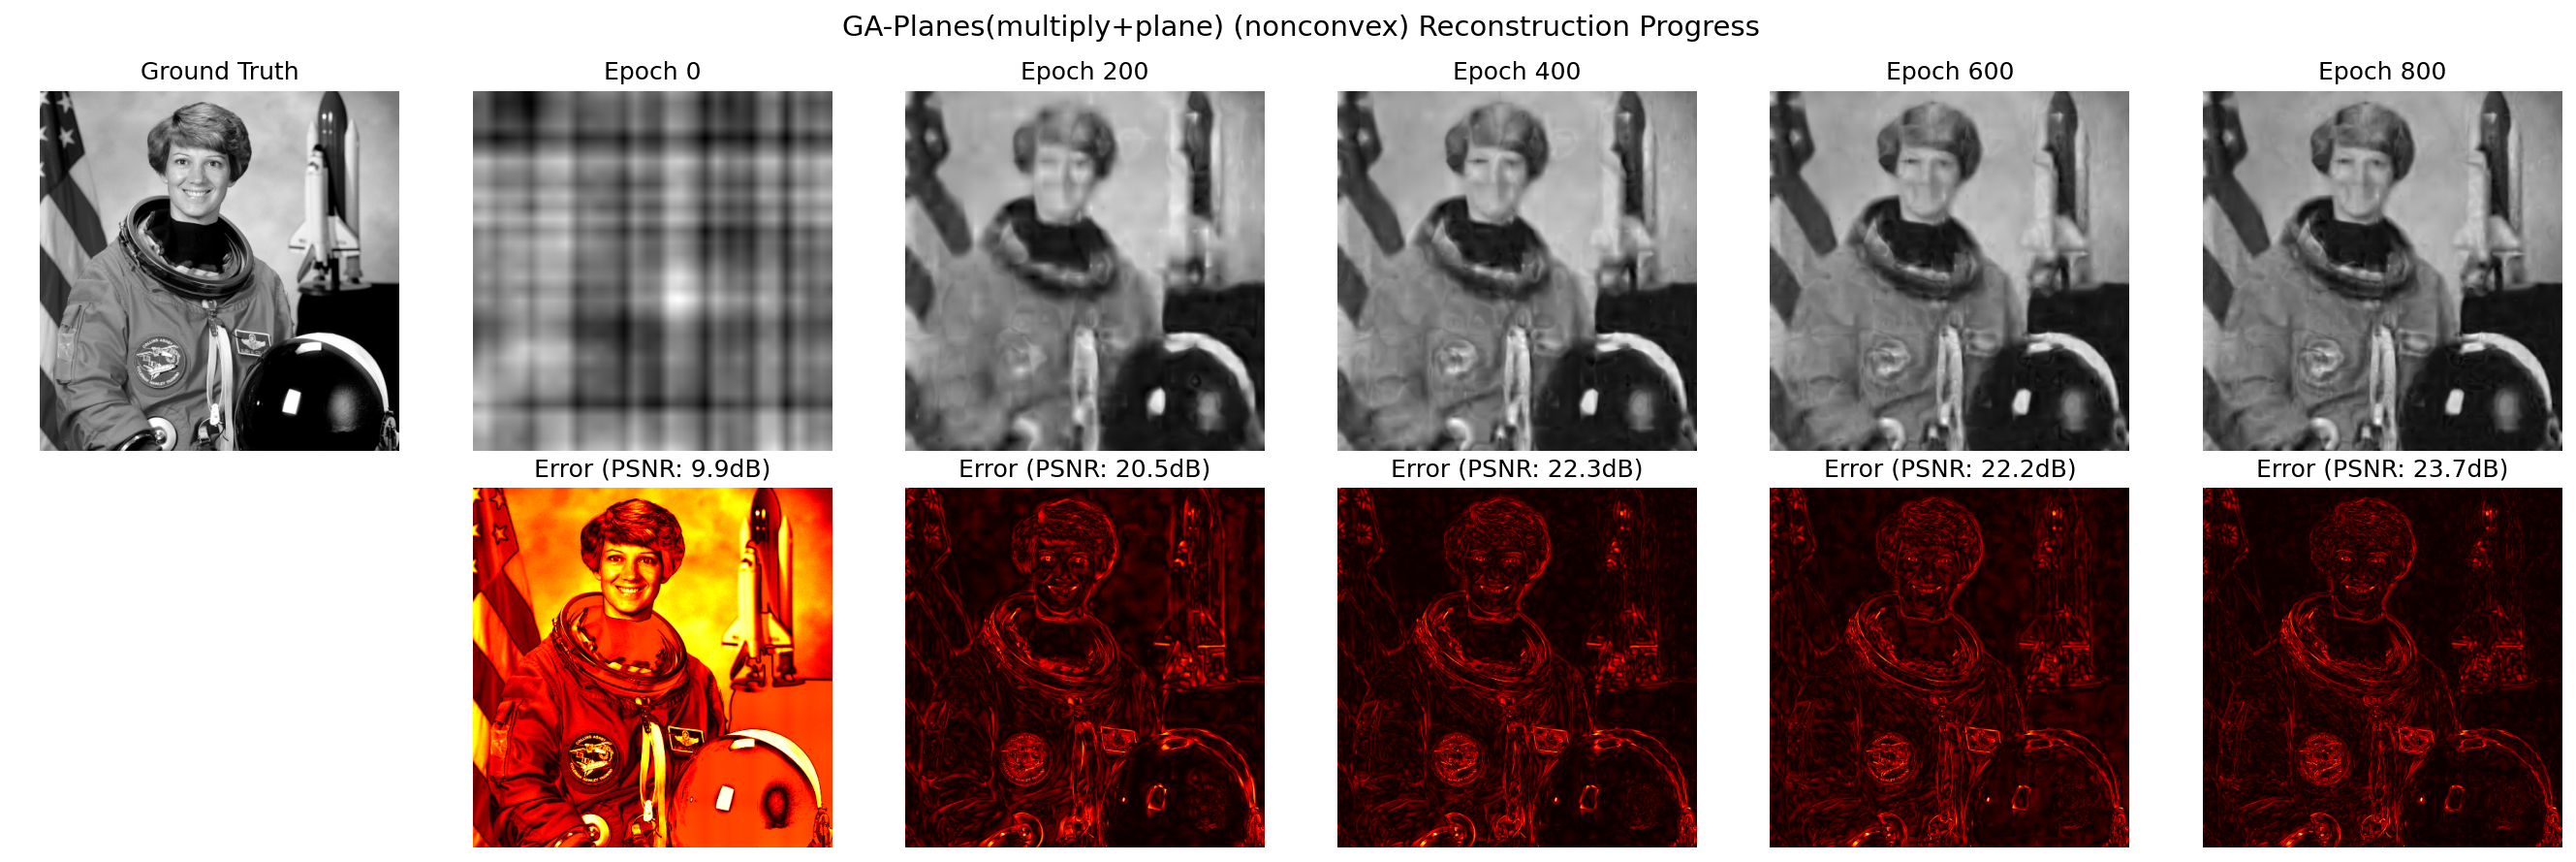 GA-Planes(multiply+plane) (nonconvex) Reconstruction Progress
Ground Truth
Epoch 0
Epoch 200
Epoch 400
Epoch 600
Epoch 800
Error (PSNR: 9.9dB)
Error (PSNR: 20.5dB)
Error (PSNR: 22.3dB)
Error (PSNR: 22.2dB)
Error (PSNR: 23.7dB)